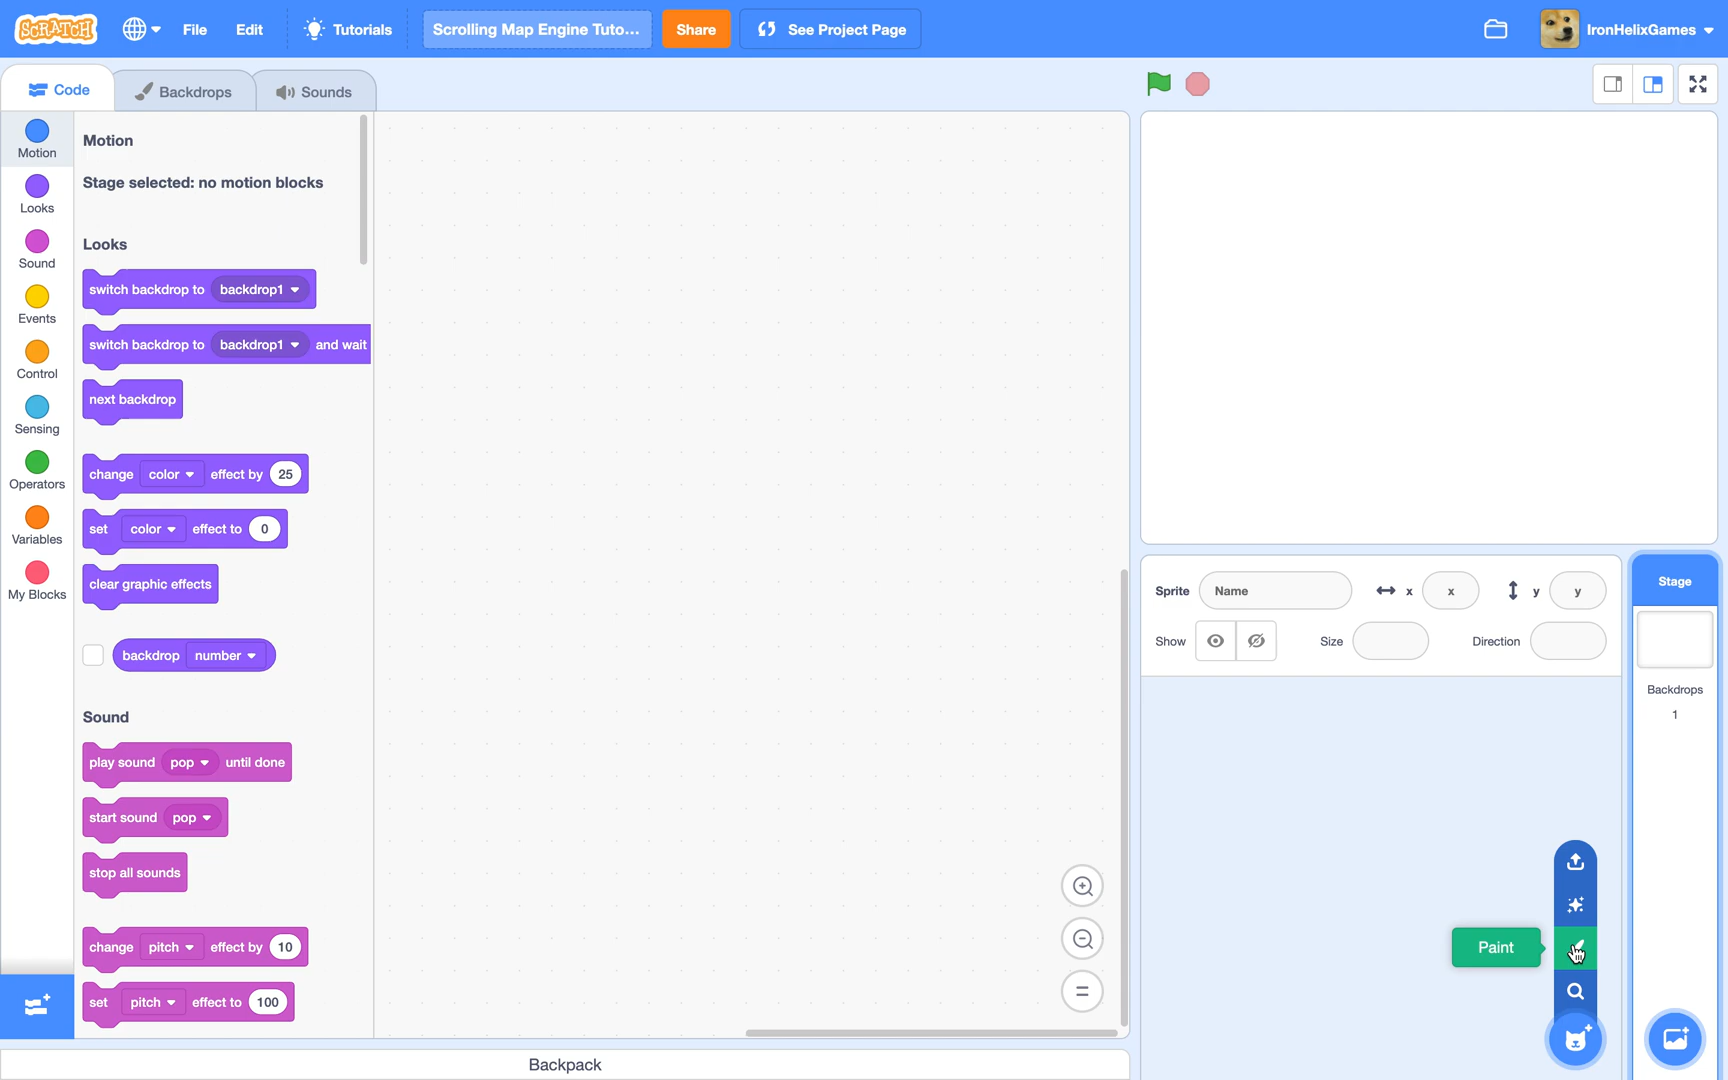 SCRATCH
File
Edit
Tutorials
Scrolling Map Engine Tuto...
Share
See Project Page
IronHelixGames
Code
Backdrops
Sounds
Motion
Looks
Sound
Events
Control
Sensing
Operators
Variables
My Blocks
Motion
Stage selected: no motion blocks
Looks
switch backdrop to backdrop1
switch backdrop to backdrop1 and wait
next backdrop
change color effect by 25
set color effect to 0
clear graphic effects
backdrop number
Sound
play sound pop until done
start sound pop
stop all sounds
change pitch effect by 10
set pitch effect to 100
Backpack
Sprite Name x x y y
Show Size Direction
Paint
Stage
Backdrops
1